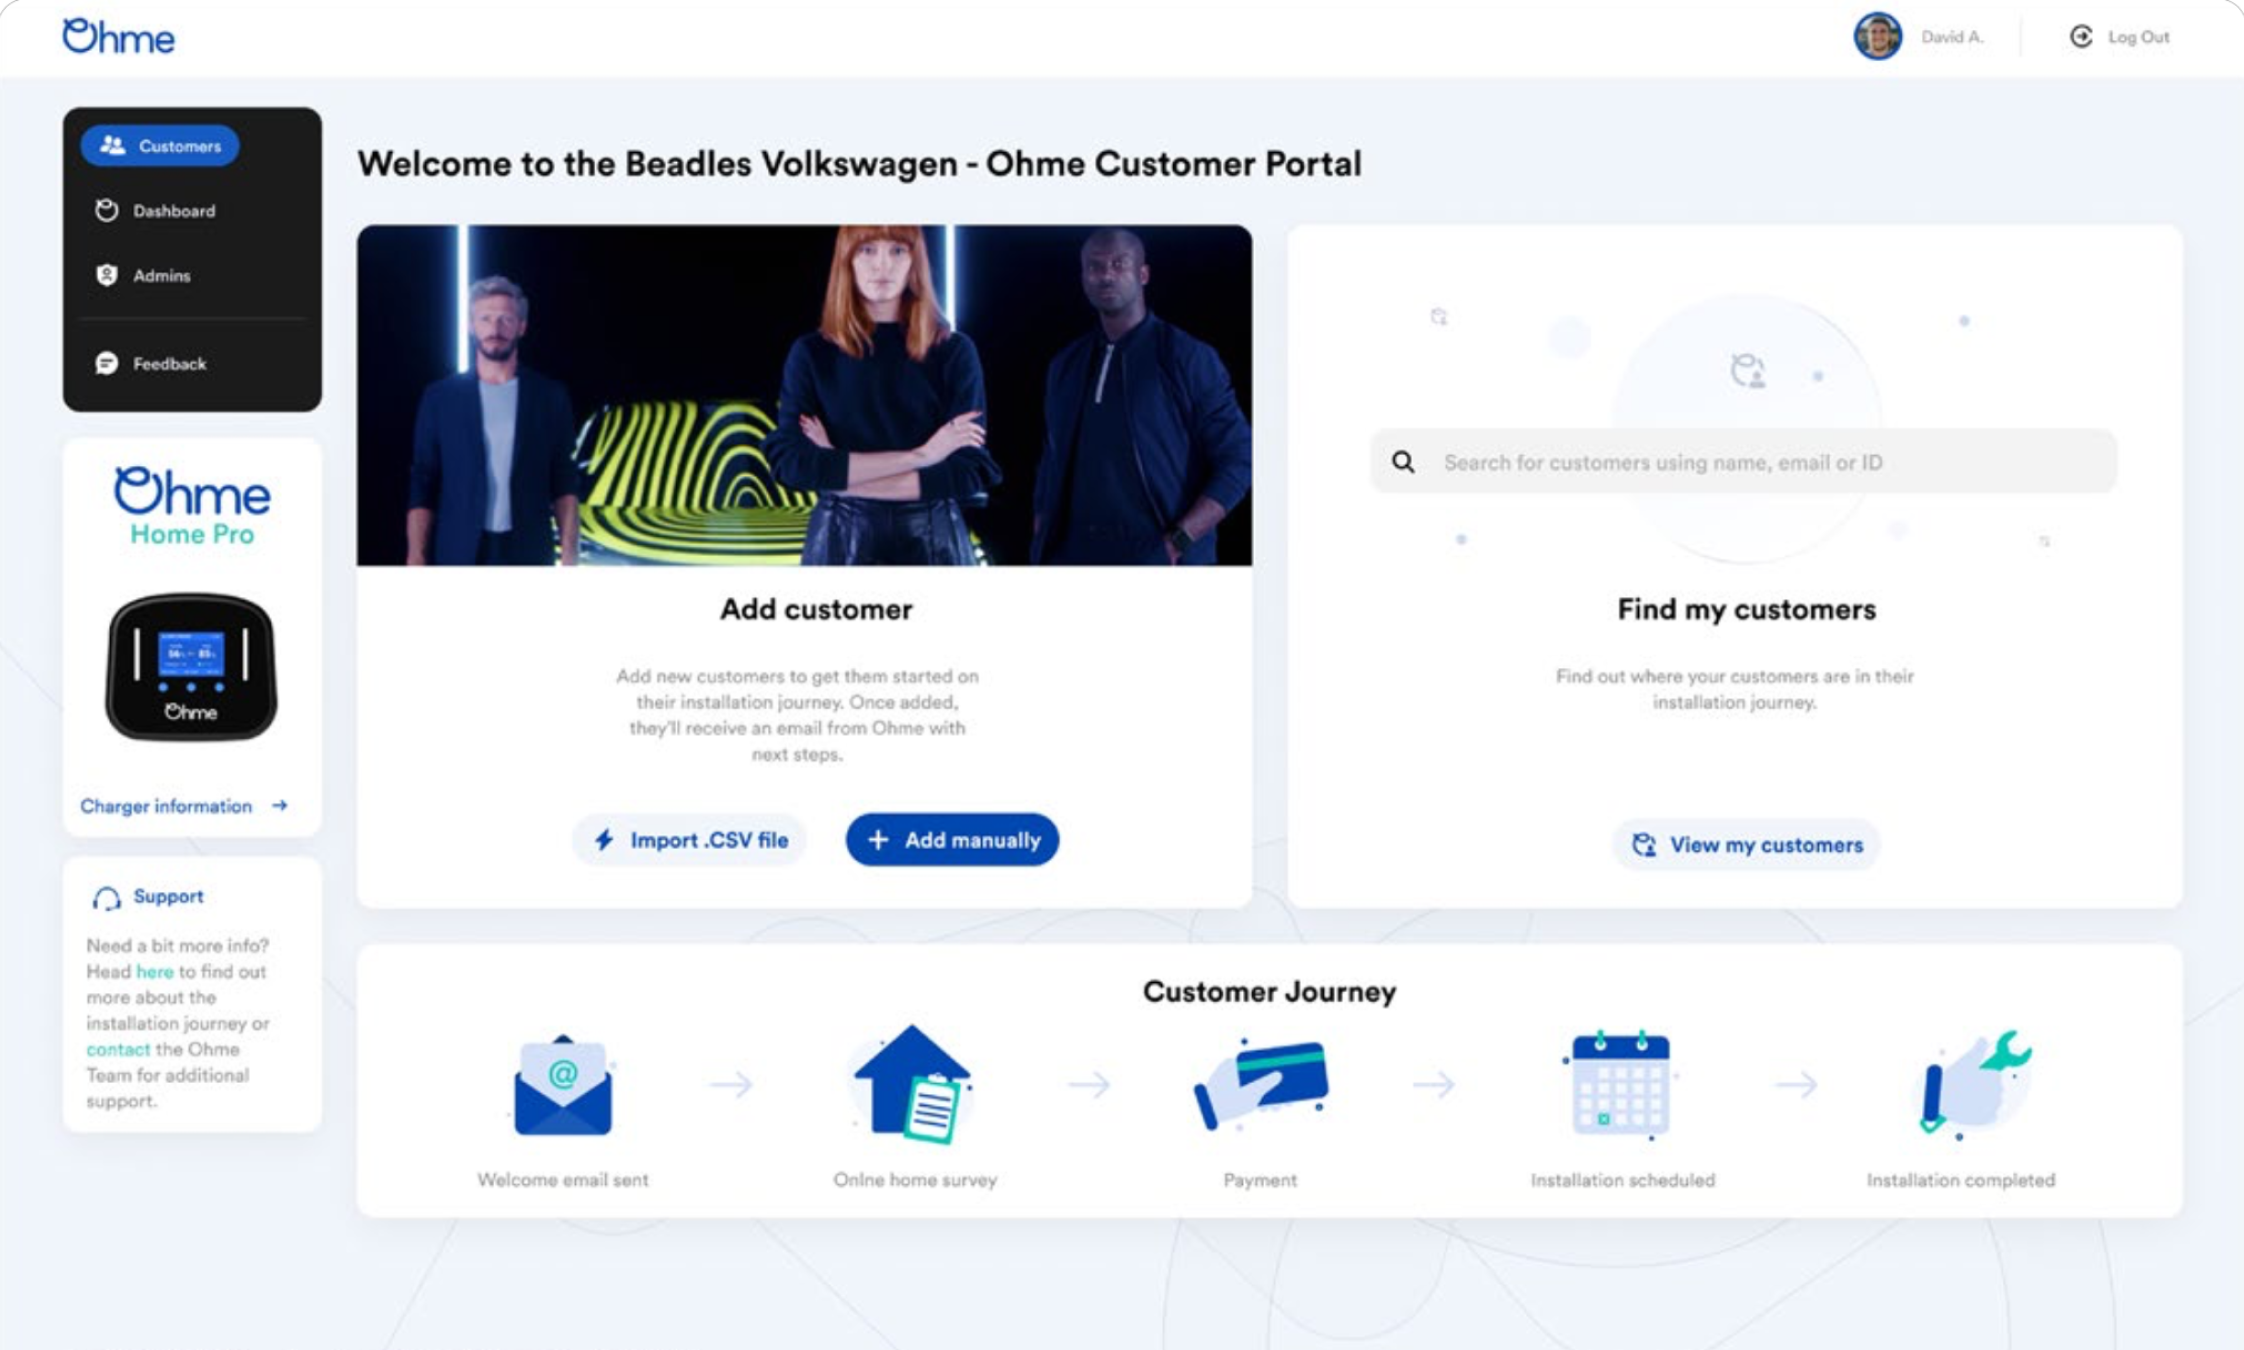 Ohme
David A.
Log Out
Customers
Dashboard
Admins
Feedback
Ohme
Home Pro
Ohme
Charger information
Support
Need a bit more info?
Head here to find out
more about the
installation journey or
contact the Ohme
Team for additional
support.
Welcome to the Beadles Volkswagen - Ohme Customer Portal
Add customer
Add new customers to get them started on
their installation journey. Once added,
they'll receive an email from Ohme with
next steps.
Import .CSV file
+ Add manually
Search for customers using name, email or ID
Find my customers
Find out where your customers are in their
installation journey.
View my customers
Customer Journey
@
Welcome email sent
Onlne home survey
Payment
Installation scheduled
Installation completed